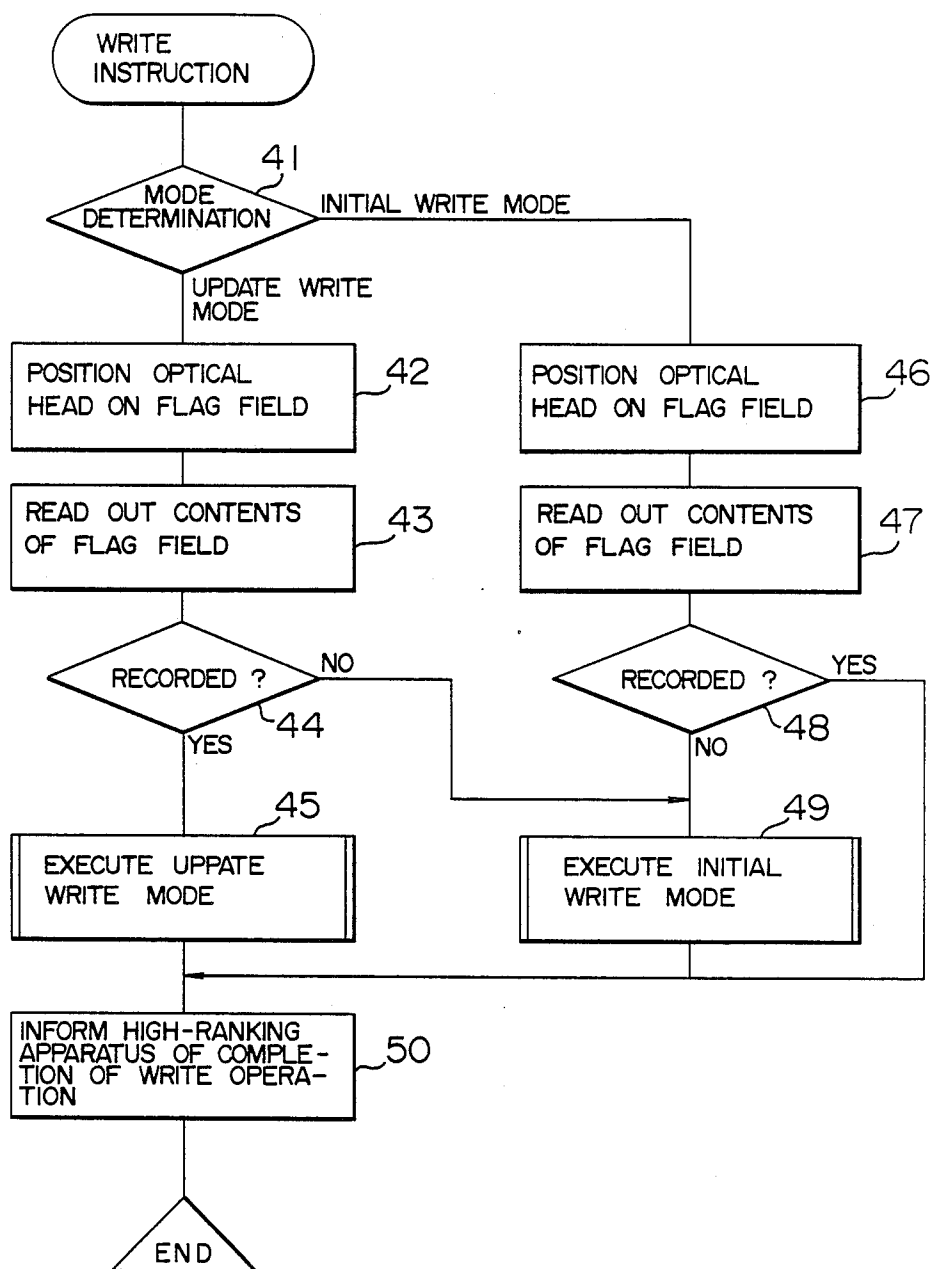 WRITE
INSTRUCTION
41
MODE
DETERMINATION
INITIAL WRITE MODE
UPDATE WRITE
MODE
POSITION OPTICAL
HEAD ON FLAG FIELD
42
POSITION OPTICAL
HEAD ON FLAG FIELD
46
READ OUT CONTENTS
OF FLAG FIELD
43
READ OUT CONTENTS
OF FLAG FIELD
47
RECORDED ?
NO
44
YES
RECORDED ?
YES
48
NO
45
EXECUTE UPPATE
WRITE MODE
49
EXECUTE INITIAL
WRITE MODE
INFORM HIGH-RANKING
APPARATUS OF COMPLE-
TION OF WRITE OPERA-
TION
50
END